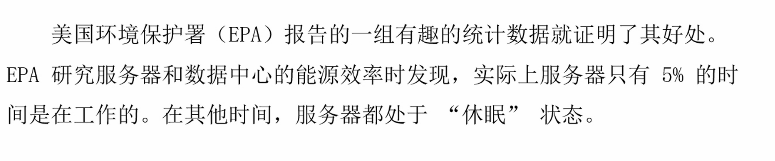 美国环境保护署（EPA）报告的一组有趣的统计数据就证明了其好处。
EPA 研究服务器和数据中心的能源效率时发现，实际上服务器只有 5% 的时
间是在工作的。在其他时间，服务器都处于 “休眠” 状态。